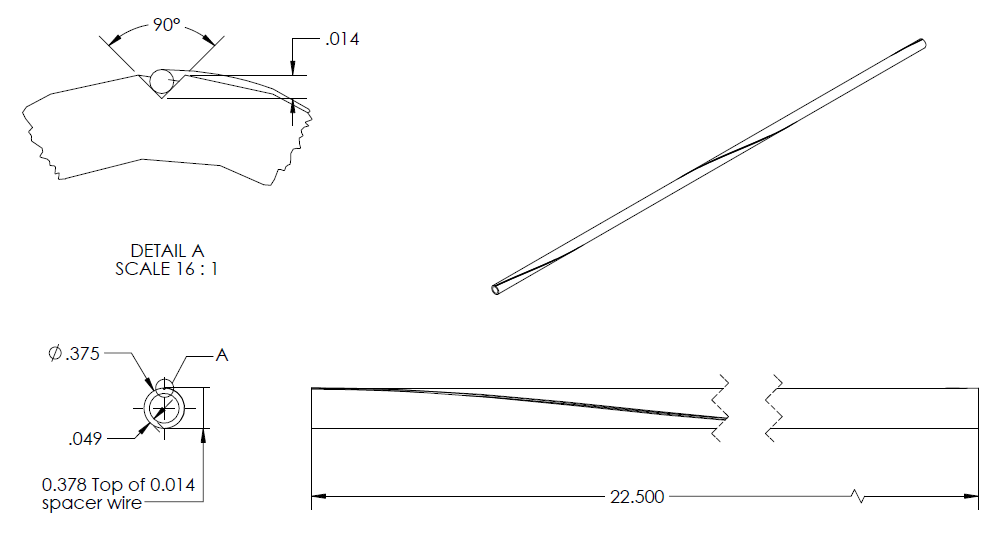 90°
.014
DETAIL A
SCALE 16 : 1
Ø.375
A
.049
0.378 Top of 0.014
spacer wire
22.500